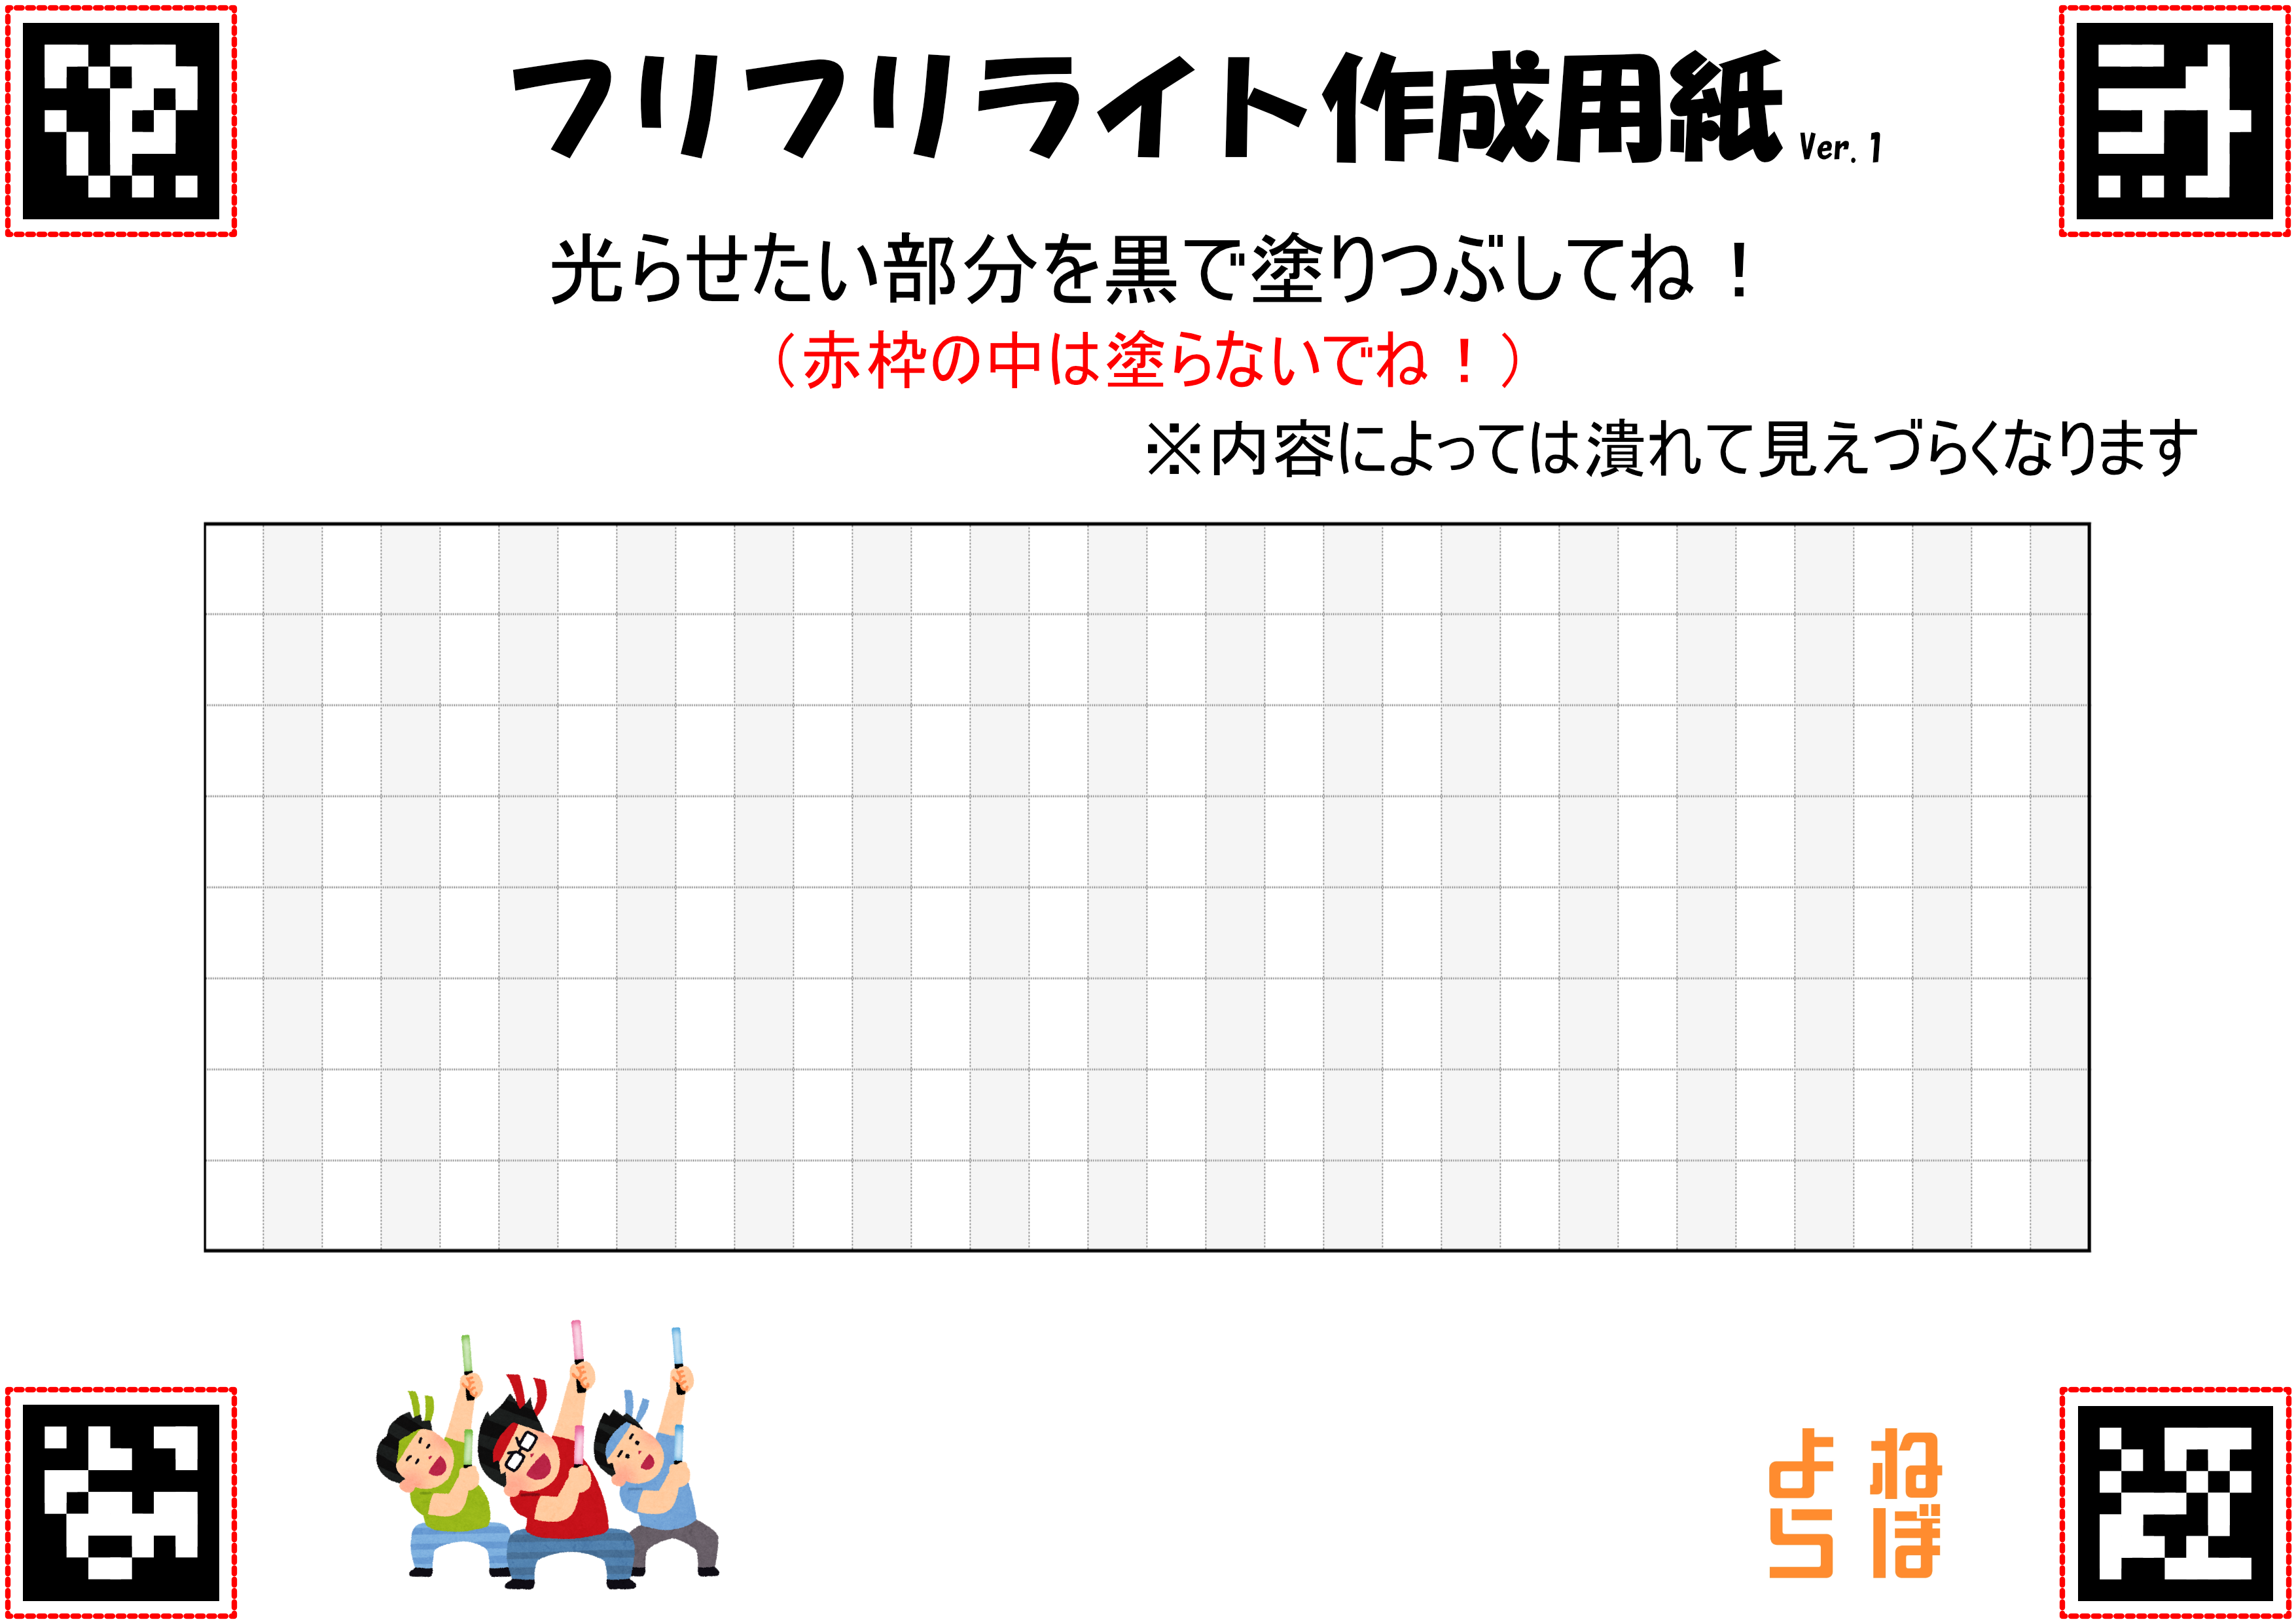 フリフリライト作成用紙 Ver. 1
光らせたい部分を黒で塗りつぶしてね！
（赤枠の中は塗らないでね！）
※内容によっては潰れて見えづらくなります
よね
らぼ